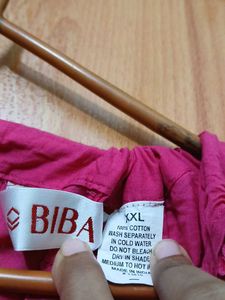 BIBA
XXL
100% COTTON
WASH SEPARATELY
IN COLD WATER
DO NOT BLEACH
DRY IN SHADE
MEDIUM TO HOT
MADE IN INDIA